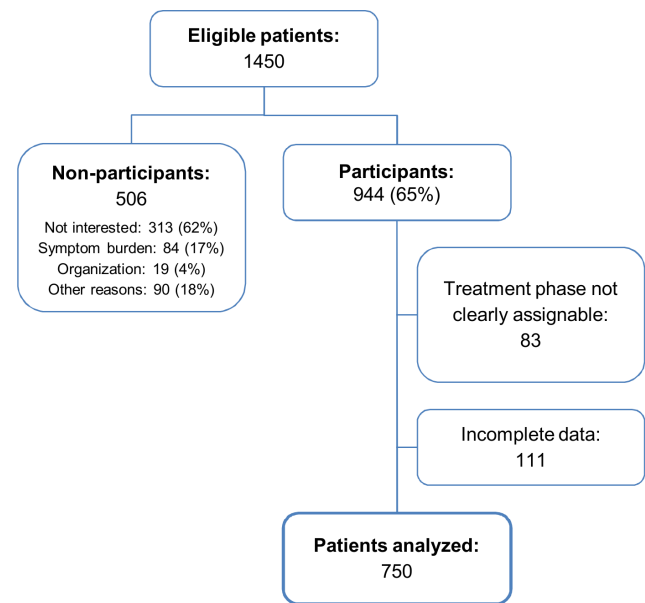 Eligible patients:
1450
Non-participants:
506
Not interested: 313 (62%)
Symptom burden: 84 (17%)
Organization: 19 (4%)
Other reasons: 90 (18%)
Participants:
944 (65%)
Treatment phase not
clearly assignable:
83
Incomplete data:
111
Patients analyzed:
750